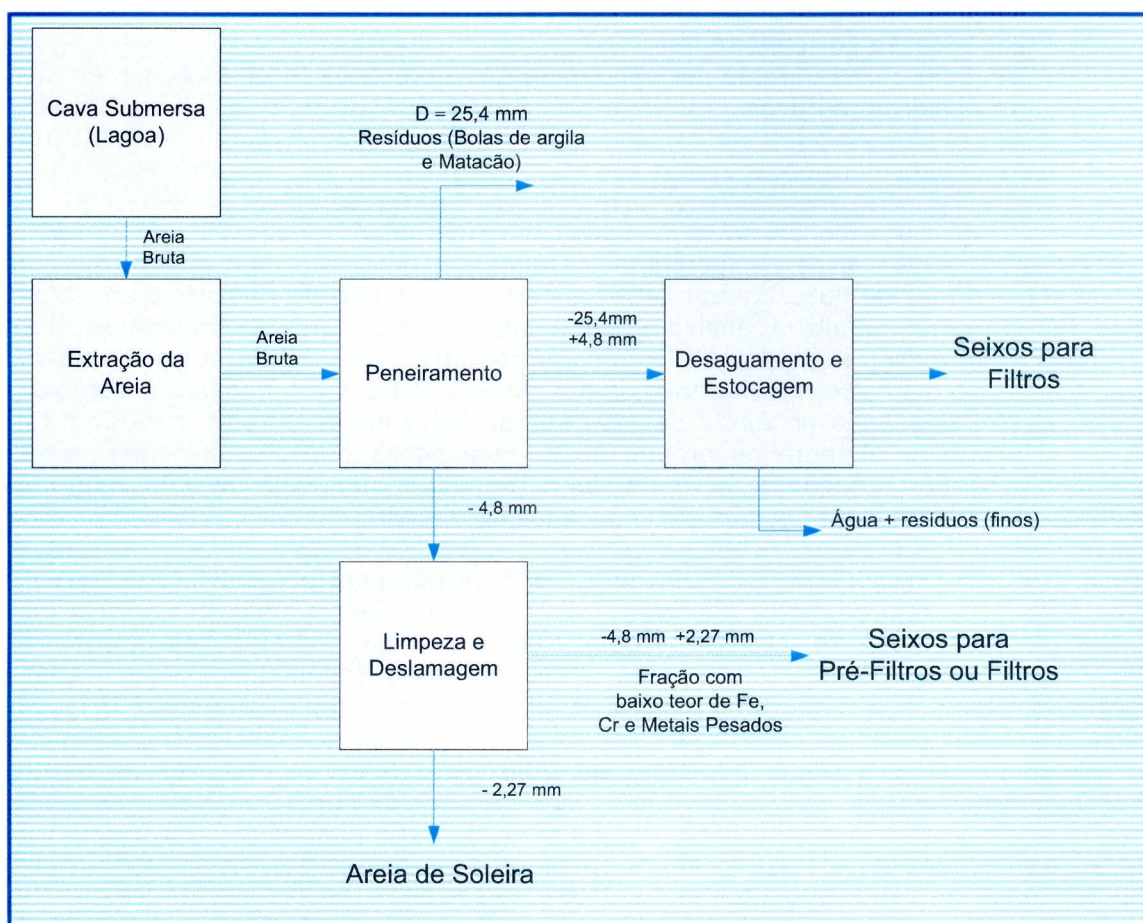 Cava Submersa
(Lagoa)
D = 25,4 mm
Resíduos (Bolas de argila
e Matacão)
Areia
Bruta
Extração da
Areia
Areia
Bruta
Peneiramento
-25,4mm
+4,8 mm
Desaguamento e
Estocagem
Seixos para
Filtros
- 4,8 mm
Água + resíduos (finos)
Limpeza e
Deslamagem
-4,8 mm +2,27 mm
Fração com
baixo teor de Fe,
Cr e Metais Pesados
Seixos para
Pré-Filtros ou Filtros
- 2,27 mm
Areia de Soleira